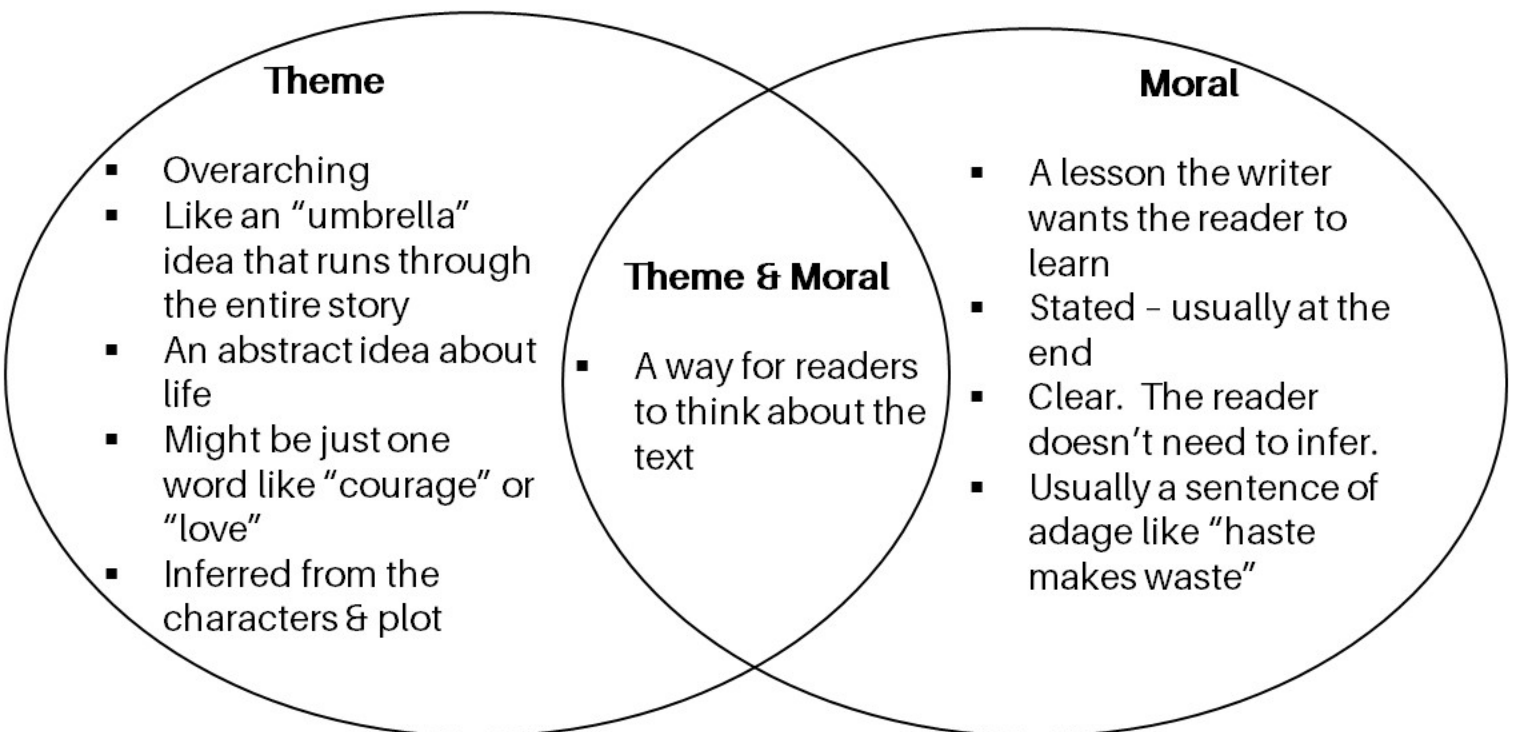 Theme
▪ Overarching
▪ Like an “umbrella”
idea that runs through
the entire story
▪ An abstract idea about
life
▪ Might be just one
word like “courage” or
“love”
▪ Inferred from the
characters & plot
Theme & Moral
▪ A way for readers
to think about the
text
Moral
▪ A lesson the writer
wants the reader to
learn
▪ Stated – usually at the
end
▪ Clear.  The reader
doesn’t need to infer.
▪ Usually a sentence of
adage like “haste
makes waste”